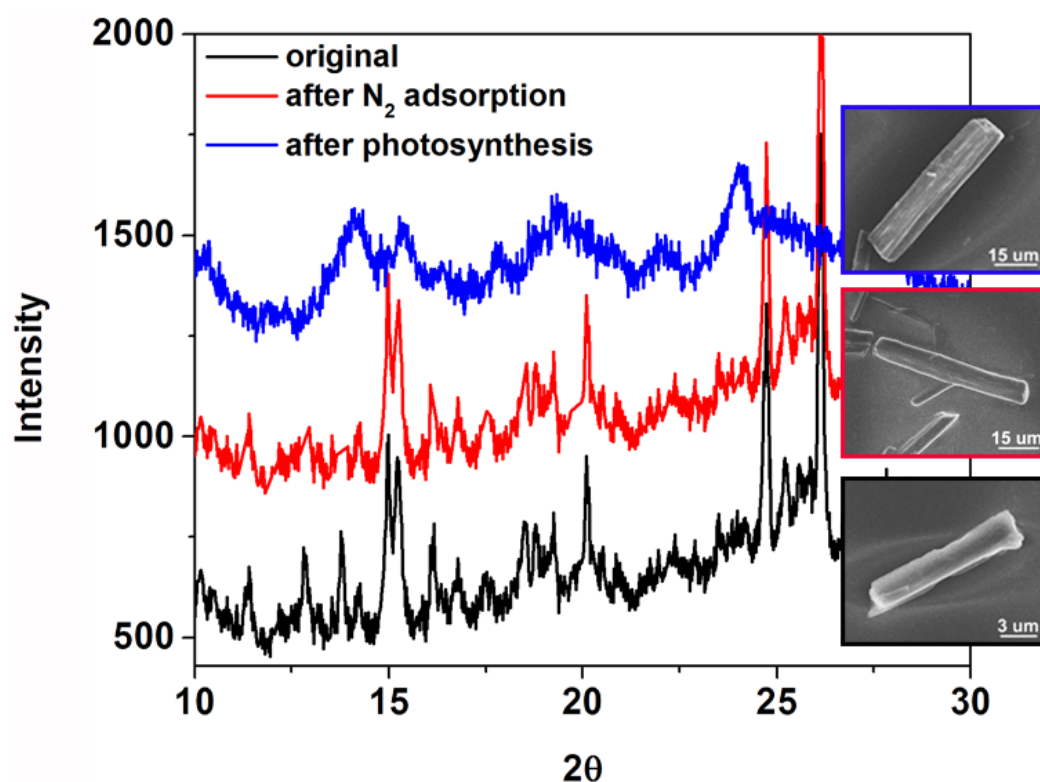 2000
1500
1000
500
Intensity
original
after N₂ adsorption
after photosynthesis
15 um
15 um
3 um
10 15 20 25 30
2θ